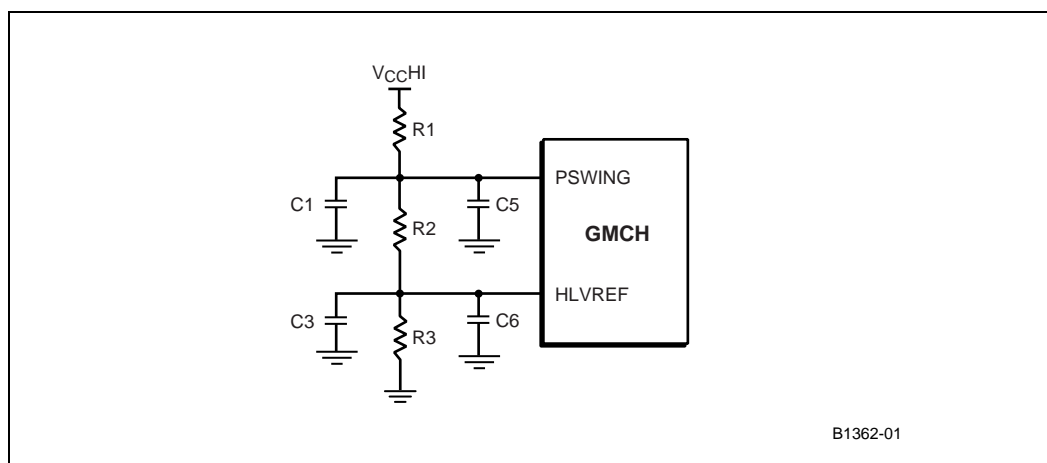 VCCHI
R1
PSWING
C1
C5
R2
GMCH
HLVREF
C3
R3
C6
B1362-01